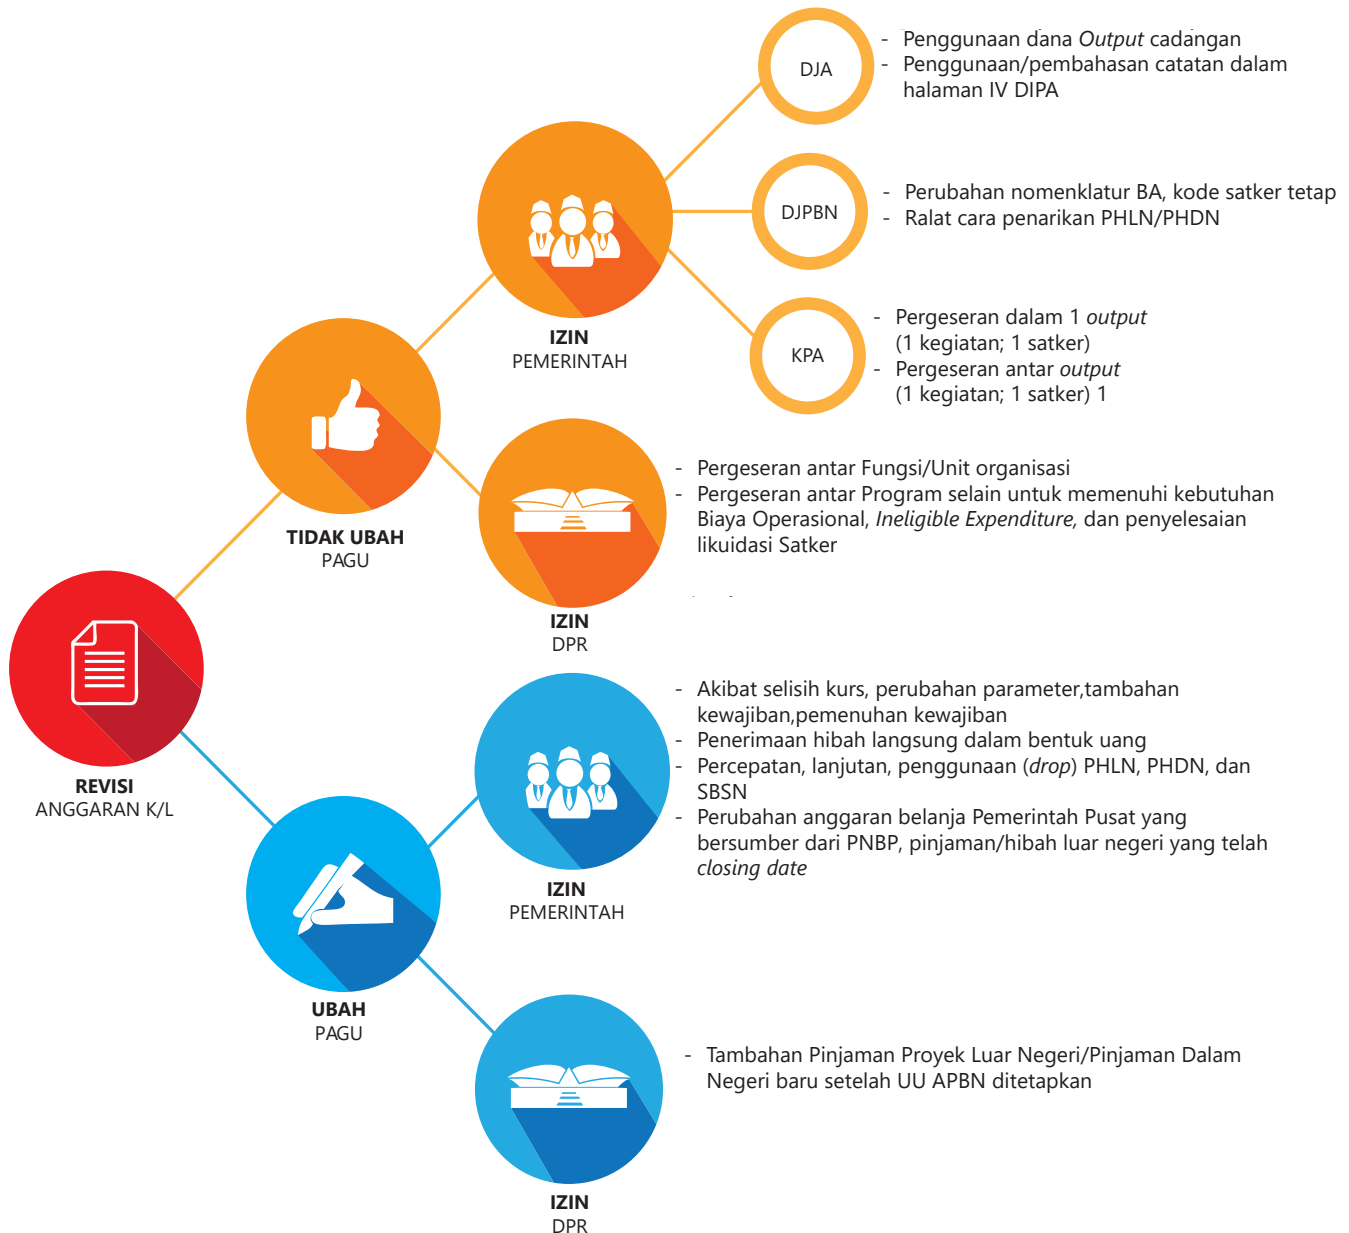 DJA
- Penggunaan dana Output cadangan
- Penggunaan/pembahasan catatan dalam
halaman IV DIPA
DJPBN
- Perubahan nomenklatur BA, kode satker tetap
- Ralat cara penarikan PHLN/PHDN
IZIN
PEMERINTAH
KPA
- Pergeseran dalam 1 output
(1 kegiatan; 1 satker)
- Pergeseran antar output
(1 kegiatan; 1 satker) 1
TIDAK UBAH
PAGU
- Pergeseran antar Fungsi/Unit organisasi
- Pergeseran antar Program selain untuk memenuhi kebutuhan
Biaya Operasional, Ineligible Expenditure, dan penyelesaian
likuidasi Satker
IZIN
DPR
REVISI
ANGGARAN K/L
- Akibat selisih kurs, perubahan parameter,tambahan
kewajiban,pemenuhan kewajiban
- Penerimaan hibah langsung dalam bentuk uang
- Percepatan, lanjutan, penggunaan (drop) PHLN, PHDN, dan
SBSN
- Perubahan anggaran belanja Pemerintah Pusat yang
bersumber dari PNBP, pinjaman/hibah luar negeri yang telah
closing date
IZIN
PEMERINTAH
UBAH
PAGU
- Tambahan Pinjaman Proyek Luar Negeri/Pinjaman Dalam
Negeri baru setelah UU APBN ditetapkan
IZIN
DPR